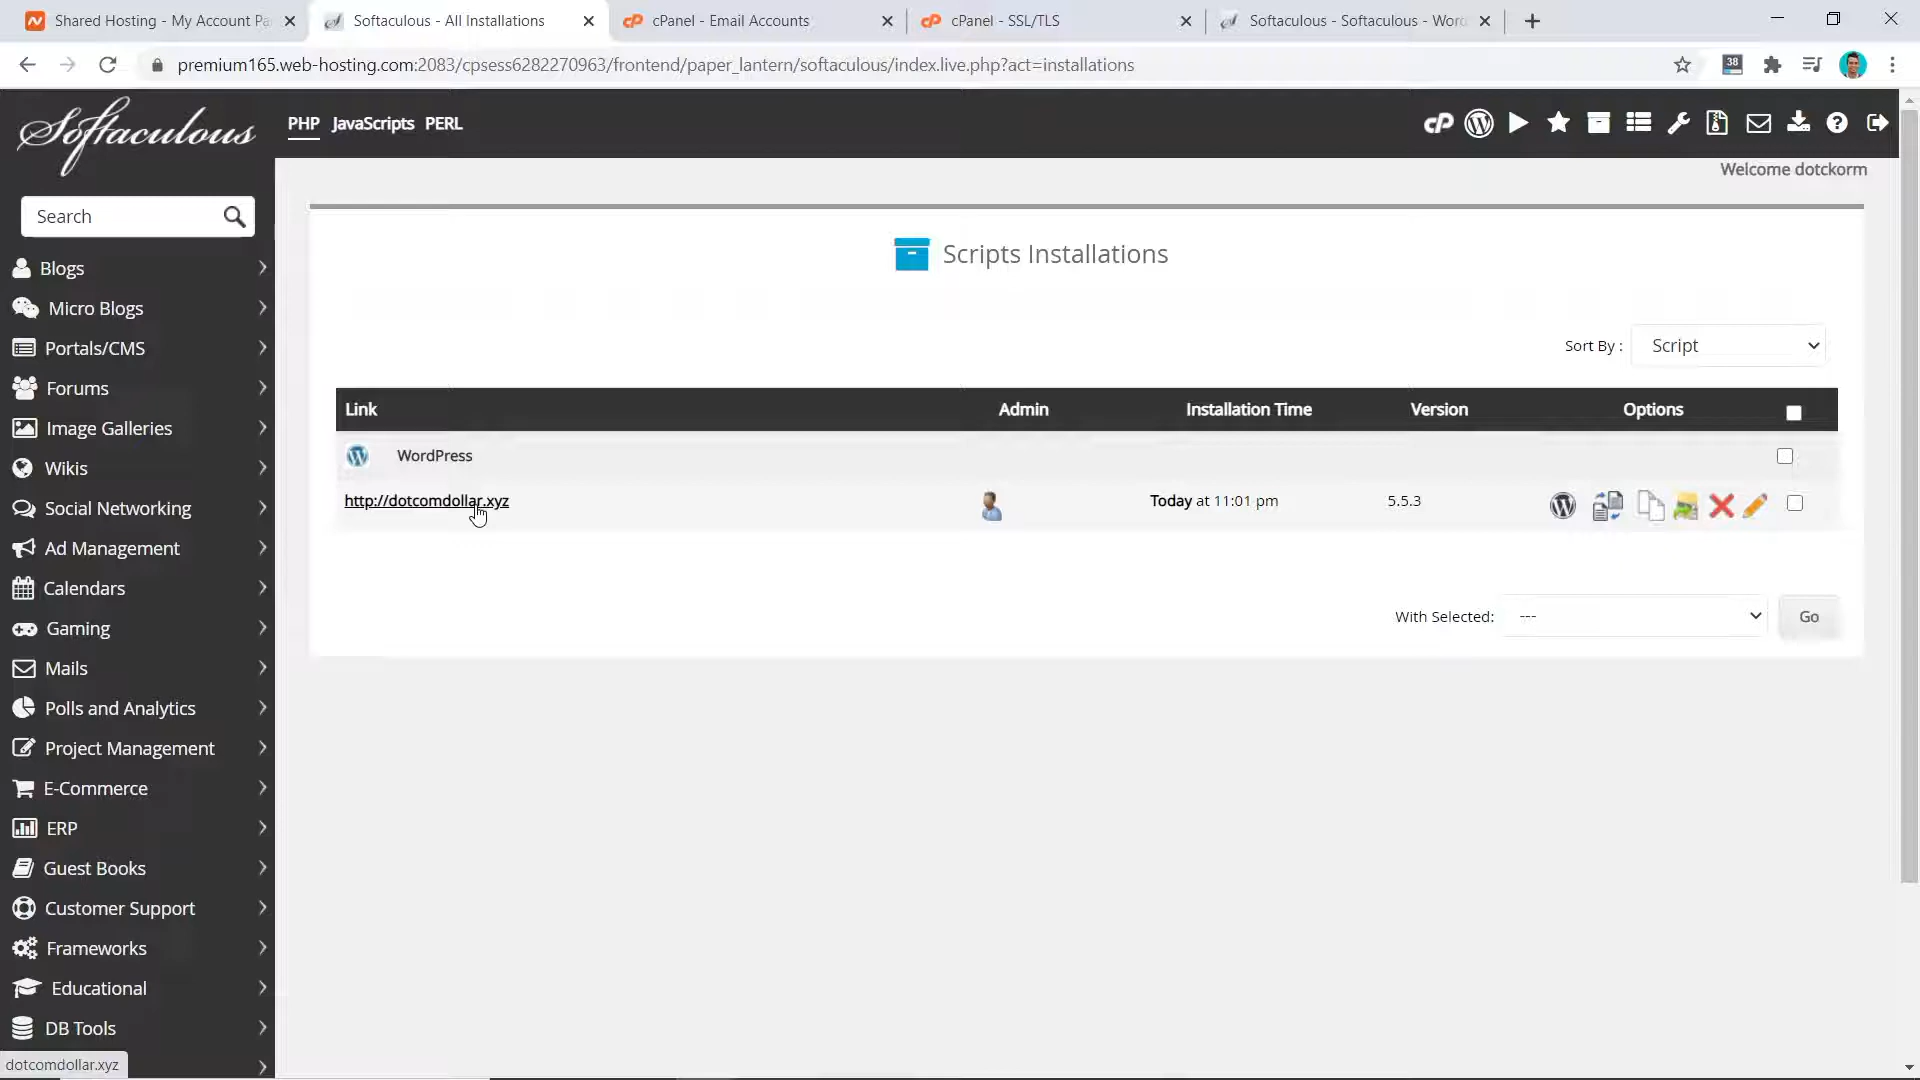 Shared Hosting - My Account Pa
Softaculous - All Installations
cPanel - Email Accounts
cPanel - SSL/TLS
Softaculous - Softaculous - Word
premium165.web-hosting.com:2083/cpsess6282270963/frontend/paper_lantern/softaculous/index.live.php?act=installations
38
Softaculous
PHP JavaScripts PERL
cP
Welcome dotckorm
Search
Scripts Installations
Blogs
Micro Blogs
Portals/CMS
Forums
Image Galleries
Wikis
Social Networking
Ad Management
Calendars
Gaming
Mails
Polls and Analytics
Project Management
E-Commerce
ERP
Guest Books
Customer Support
Frameworks
Educational
DB Tools
Sort By : Script
Link Admin Installation Time Version Options
WordPress
http://dotcomdollar.xyz Today at 11:01 pm 5.5.3
With Selected: --- Go
dotcomdollar.xyz